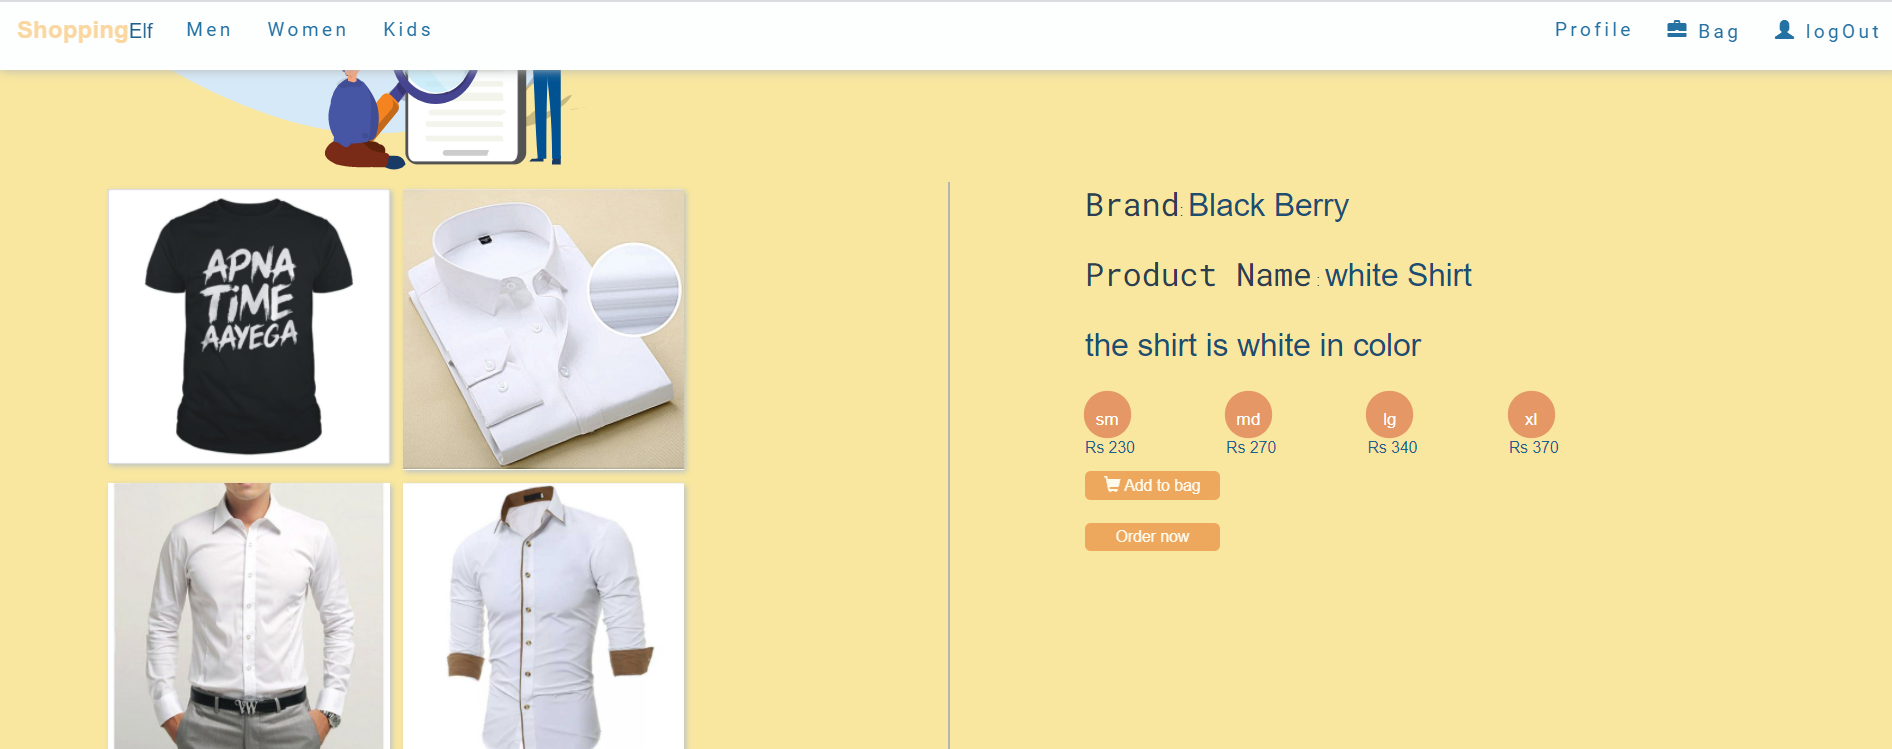 ShoppingElf Men Women Kids Profile Bag logOut
APNA
TiME
AAYEGA
Brand: Black Berry
Product Name : white Shirt
the shirt is white in color
sm md lg xl
Rs 230 Rs 270 Rs 340 Rs 370
Add to bag
Order now